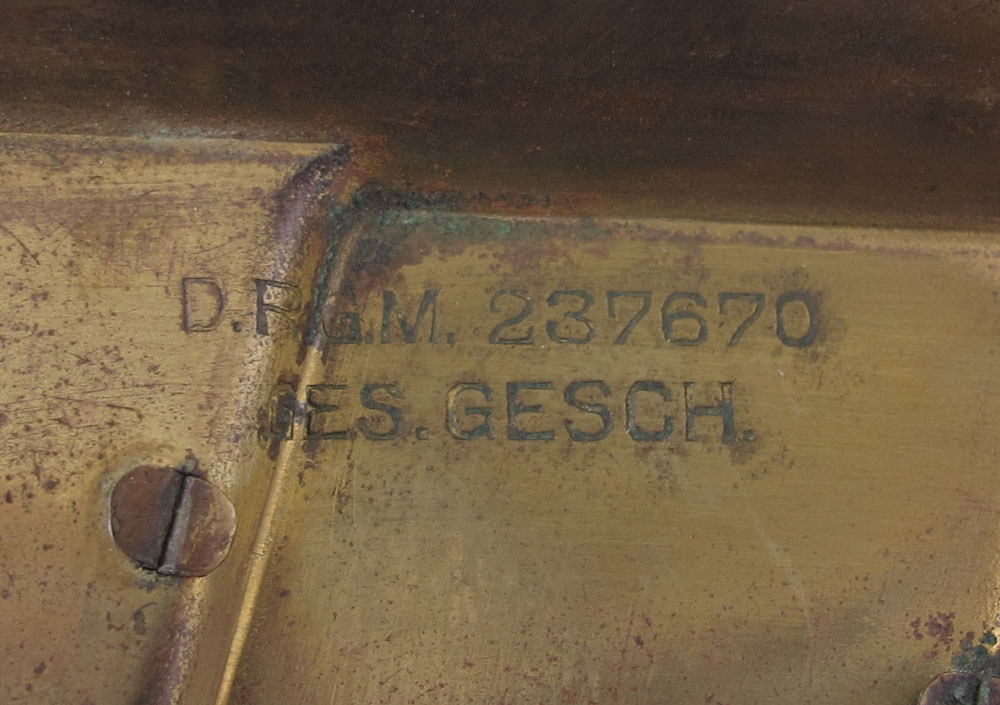 D.R.G.M. 237670
GES. GESCH.